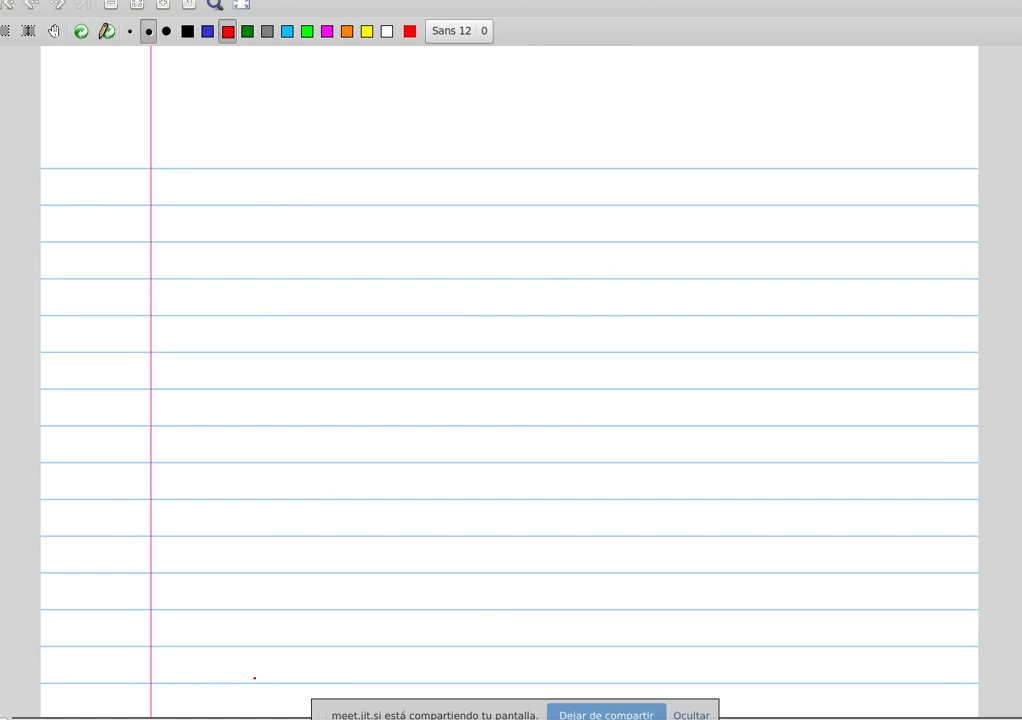 Sans 12 0
meet.jit.si está compartiendo tu pantalla. Dejar de compartir Ocultar